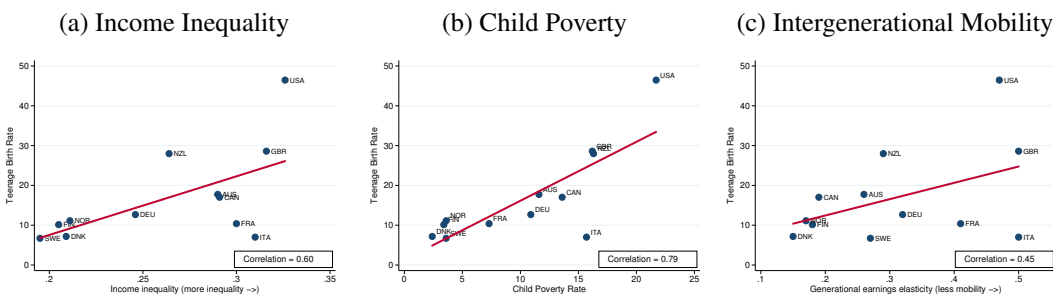 (a) Income Inequality
Teenage Birth Rate
50
40
30
20
10
0
USA
GBR
NZL
AUS
CAN
DEU
NOR
FIN
FRA
SWE
DNK
ITA
Correlation = 0.60
.2
.25
.3
.35
Income inequality (more inequality -->)
(b) Child Poverty
Teenage Birth Rate
50
40
30
20
10
0
USA
GBR
NZL
AUS
CAN
DEU
NOR
FIN
FRA
DNK
SWE
ITA
Correlation = 0.79
0
5
10
15
20
25
Child Poverty Rate
(c) Intergenerational Mobility
Teenage Birth Rate
50
40
30
20
10
0
USA
GBR
NZL
AUS
CAN
DEU
NOR
FIN
FRA
DNK
SWE
ITA
Correlation = 0.45
.1
.2
.3
.4
.5
Generational earnings elasticity (less mobility -->)